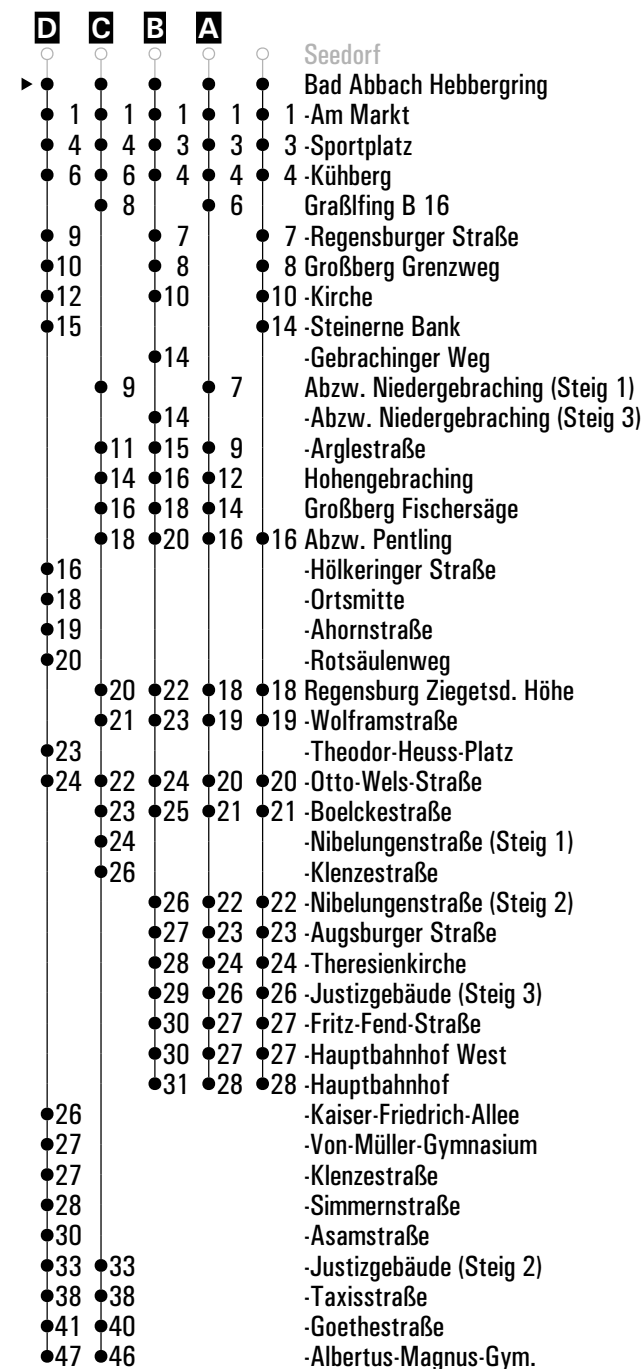 D C B A
Seedorf
Bad Abbach Hebbergring
1 1 1 1 1 -Am Markt
4 4 3 3 3 -Sportplatz
6 6 4 4 4 -Kühberg
8 6 Graßlfing B 16
9 7 7 -Regensburger Straße
10 8 8 Großberg Grenzweg
12 10 10 -Kirche
15 14 -Steinerne Bank
14 -Gebrachinger Weg
9 7 Abzw. Niedergebraching (Steig 1)
14 -Abzw. Niedergebraching (Steig 3)
11 15 9 -Arglestraße
14 16 12 Hohengebraching
16 18 14 Großberg Fischersäge
18 20 16 16 Abzw. Pentling
16 -Hölkeringer Straße
18 -Ortsmitte
19 -Ahornstraße
20 -Rotsäulenweg
20 22 18 18 Regensburg Ziegetsd. Höhe
21 23 19 19 -Wolframstraße
23 -Theodor-Heuss-Platz
24 22 24 20 20 -Otto-Wels-Straße
23 25 21 21 -Boelckestraße
24 -Nibelungenstraße (Steig 1)
26 -Klenzestraße
26 22 22 -Nibelungenstraße (Steig 2)
27 23 23 -Augsburger Straße
28 24 24 -Theresienkirche
29 26 26 -Justizgebäude (Steig 3)
30 27 27 -Fritz-Fend-Straße
30 27 27 -Hauptbahnhof West
31 28 28 -Hauptbahnhof
26 -Kaiser-Friedrich-Allee
27 -Von-Müller-Gymnasium
27 -Klenzestraße
28 -Simmernstraße
30 -Asamstraße
33 33 -Justizgebäude (Steig 2)
38 38 -Taxisstraße
41 40 -Goethestraße
47 46 -Albertus-Magnus-Gym.